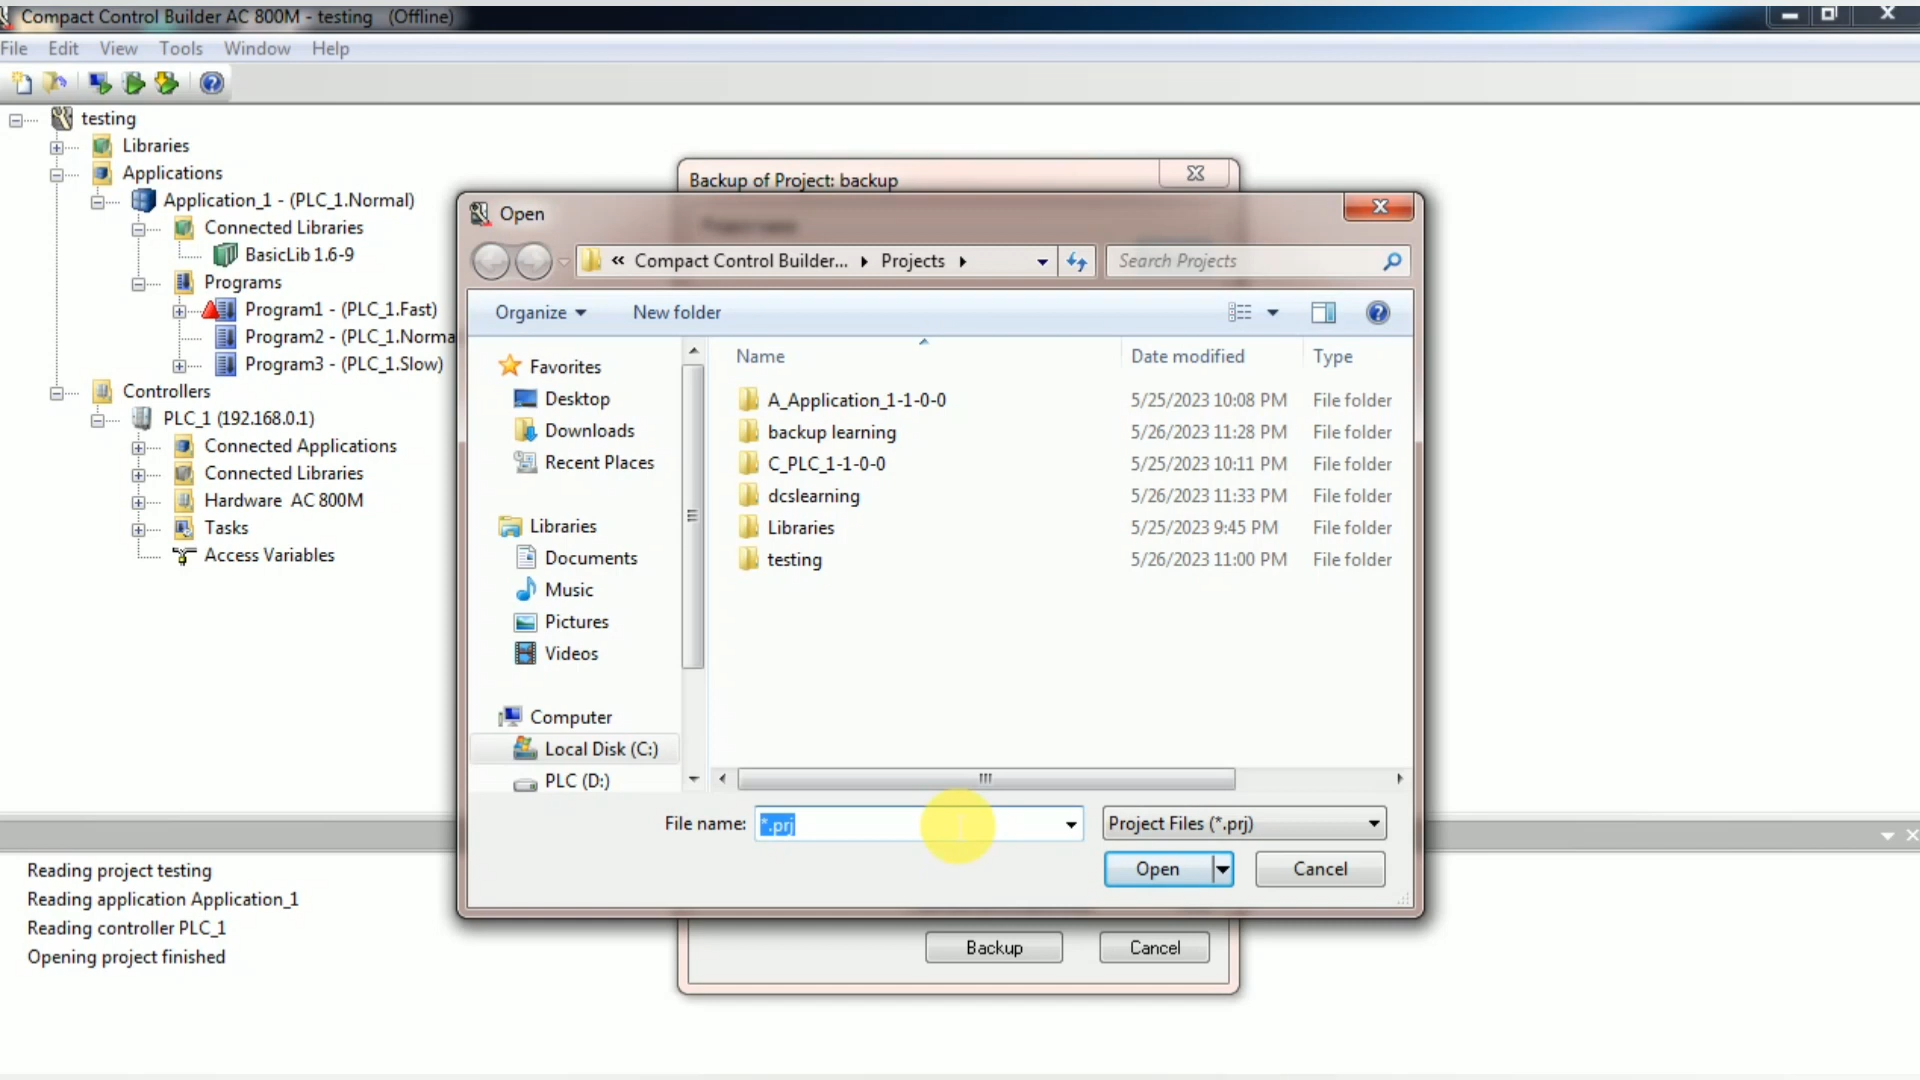 Compact Control Builder AC 800M - testing (Offline)
File Edit View Tools Window Help
testing
Libraries
Applications
Application_1 - (PLC_1.Normal)
Connected Libraries
BasicLib 1.6-9
Programs
Program1 - (PLC_1.Fast)
Program2 - (PLC_1.Norma
Program3 - (PLC_1.Slow)
Controllers
PLC_1 (192.168.0.1)
Connected Applications
Connected Libraries
Hardware AC 800M
Tasks
Access Variables
Backup of Project: backup
Project name
Open
« Compact Control Builder... Projects
Search Projects
Organize New folder
Favorites
Desktop
Downloads
Recent Places
Libraries
Documents
Music
Pictures
Videos
Computer
Local Disk (C:)
PLC (D:)
Name Date modified Type
A_Application_1-1-0-0 5/25/2023 10:08 PM File folder
backup learning 5/26/2023 11:28 PM File folder
C_PLC_1-1-0-0 5/25/2023 10:11 PM File folder
dcslearning 5/26/2023 11:33 PM File folder
Libraries 5/25/2023 9:45 PM File folder
testing 5/26/2023 11:00 PM File folder
File name: *.prj Project Files (*.prj)
Open Cancel
Backup Cancel
Reading project testing
Reading application Application_1
Reading controller PLC_1
Opening project finished